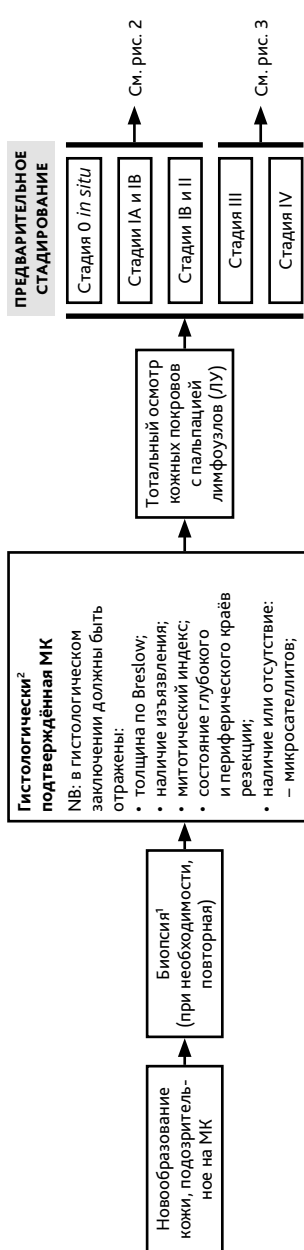 Новообразование
кожи, подозритель-
ное на МК
Биопсия¹
(при необходимости,
повторная)
Гистологически²
подтверждённая МК
NB: в гистологическом
заключении должны быть
отражены:
• толщина по Breslow;
• наличие изъязвления;
• митотический индекс;
• состояние глубокого
и периферического краёв
резекции;
• наличие или отсутствие:
– микросателлитов;
Тотальный осмотр
кожных покровов
с пальпацией
лимфоузлов (ЛУ)
ПРЕДВАРИТЕЛЬНОЕ
СТАДИРОВАНИЕ
Стадия 0 in situ
Стадии IA и IB
Стадии IB и II
Стадия III
Стадия IV
См. рис. 2
См. рис. 3